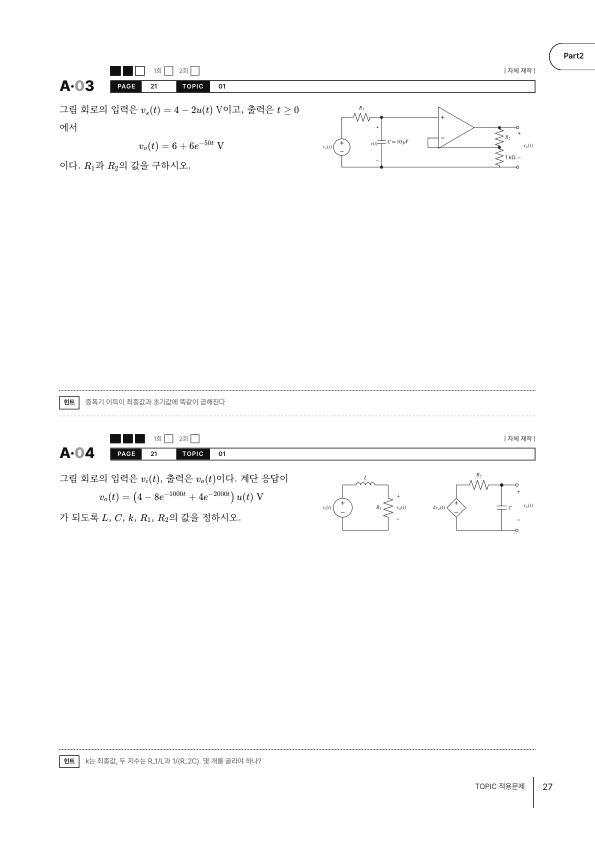 Part2
1회 2회 | 자체 제작 |
A·03 PAGE 21 TOPIC 01
그림 회로의 입력은 v_s(t) = 4 − 2u(t) V이고, 출력은 t ≥ 0
에서
v_o(t) = 6 + 6e^{−50t} V
이다. R_1과 R_2의 값을 구하시오.
R_1
+
−
v_s(t)
+
v(t)
−
C = 10 μF
+
−
R_2
1 kΩ
+
v_o(t)
−
힌트 증폭기 이득이 최종값과 초기값에 똑같이 곱해진다
1회 2회 | 자체 제작 |
A·04 PAGE 21 TOPIC 01
그림 회로의 입력은 v_i(t), 출력은 v_o(t)이다. 계단 응답이
v_o(t) = (4 − 8e^{−1000t} + 4e^{−2000t}) u(t) V
가 되도록 L, C, k, R_1, R_2의 값을 정하시오.
L
+
−
v_i(t)
R_1
+
v_a(t)
−
R_2
+
−
kv_a(t)
C
+
v_o(t)
−
힌트 k는 최종값, 두 지수는 R_1/L과 1/(R_2C). 몇 개를 골라야 하나?
TOPIC 적용문제 27